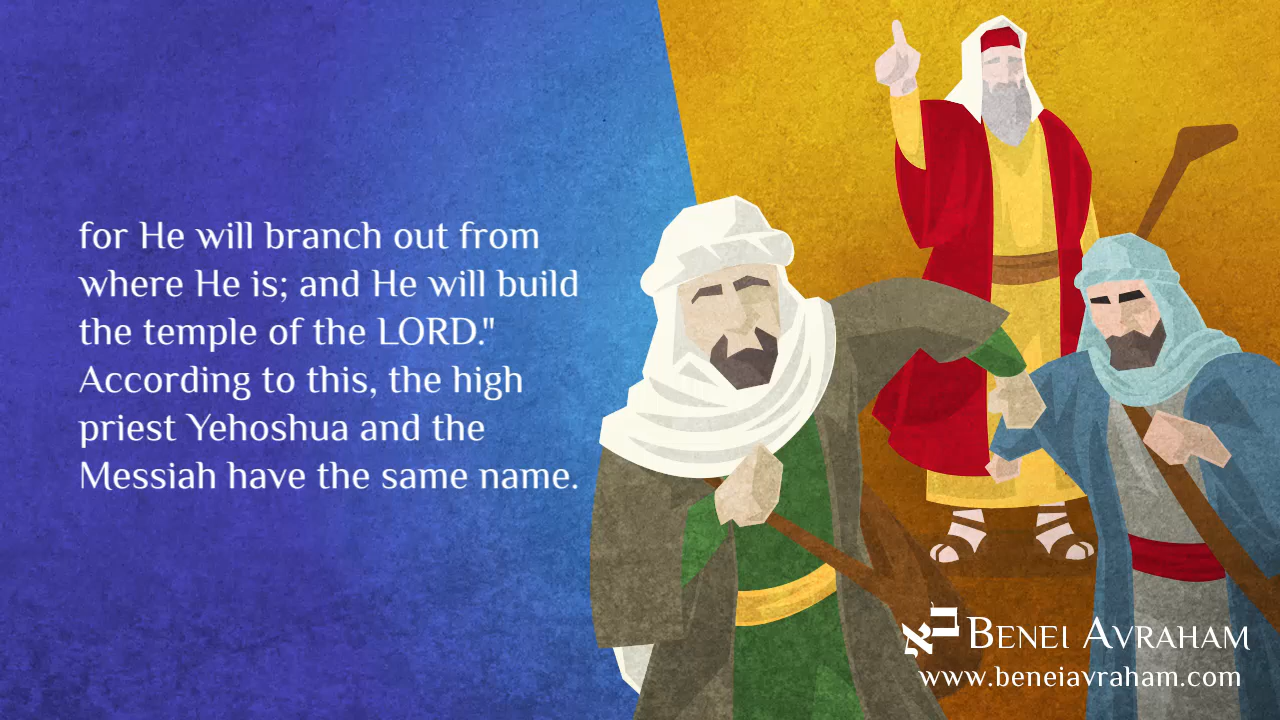 for He will branch out from
where He is; and He will build
the temple of the LORD."
According to this, the high
priest Yehoshua and the
Messiah have the same name.
בא BENEI AVRAHAM
www.beneiavraham.com